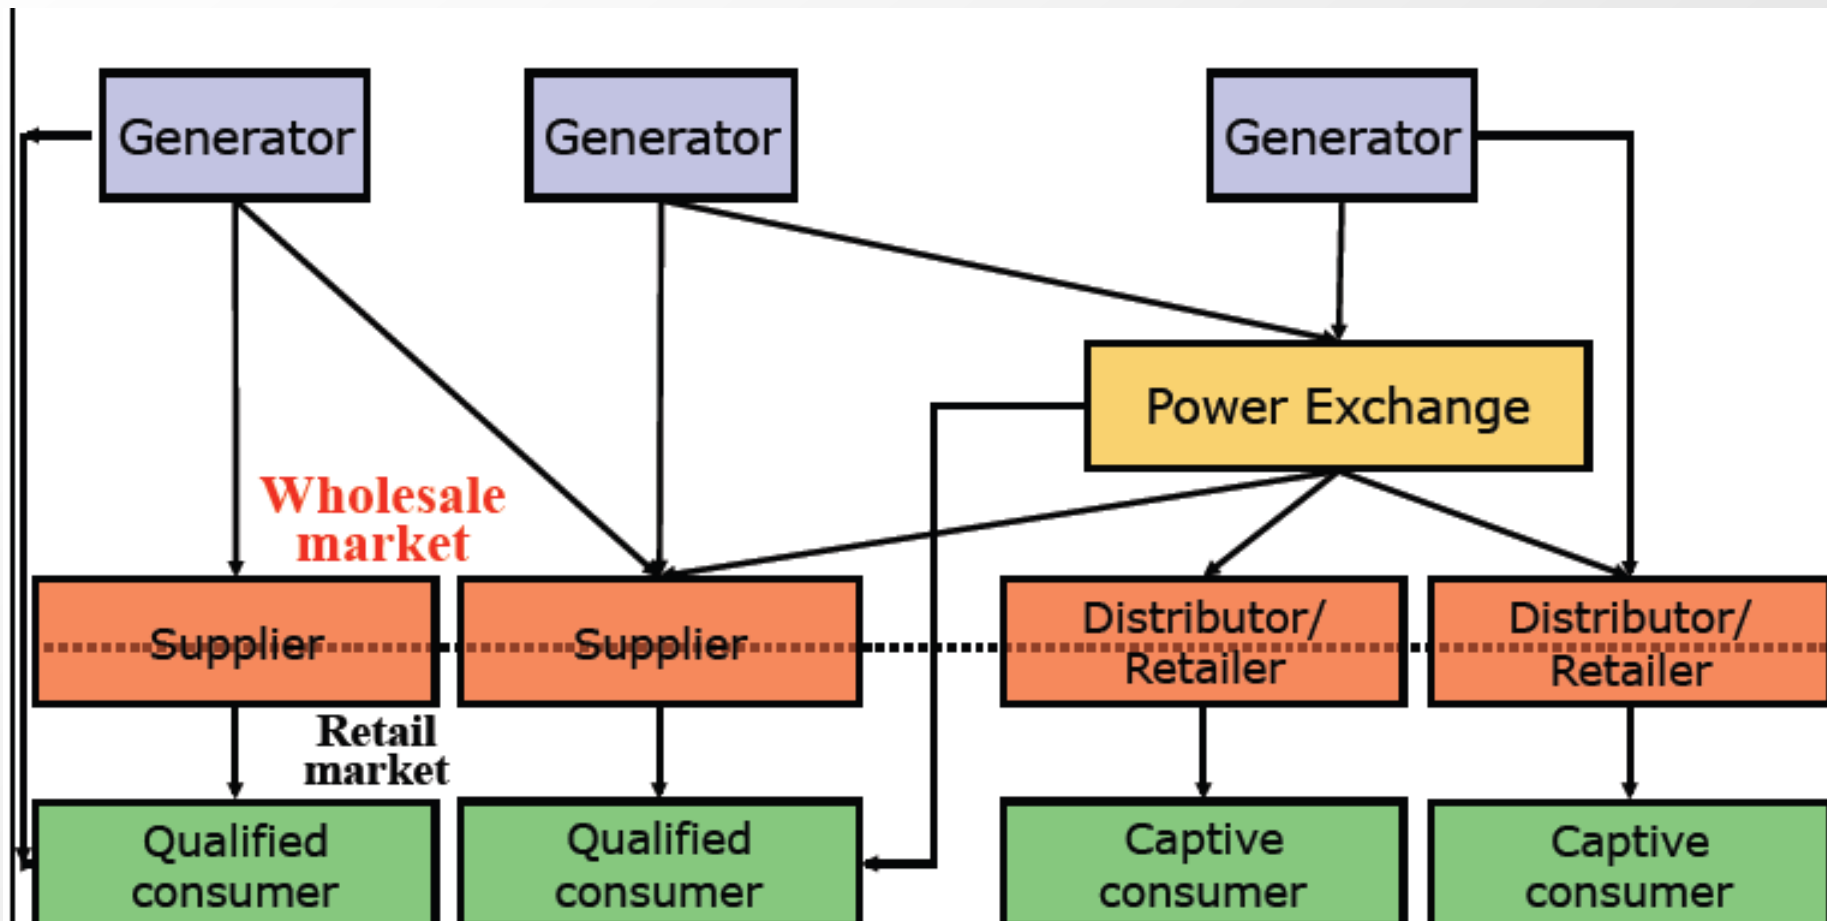 Generator
Generator
Generator
Power Exchange
Wholesale
market
Supplier
Supplier
Distributor/
Retailer
Distributor/
Retailer
Retail
market
Qualified
consumer
Qualified
consumer
Captive
consumer
Captive
consumer